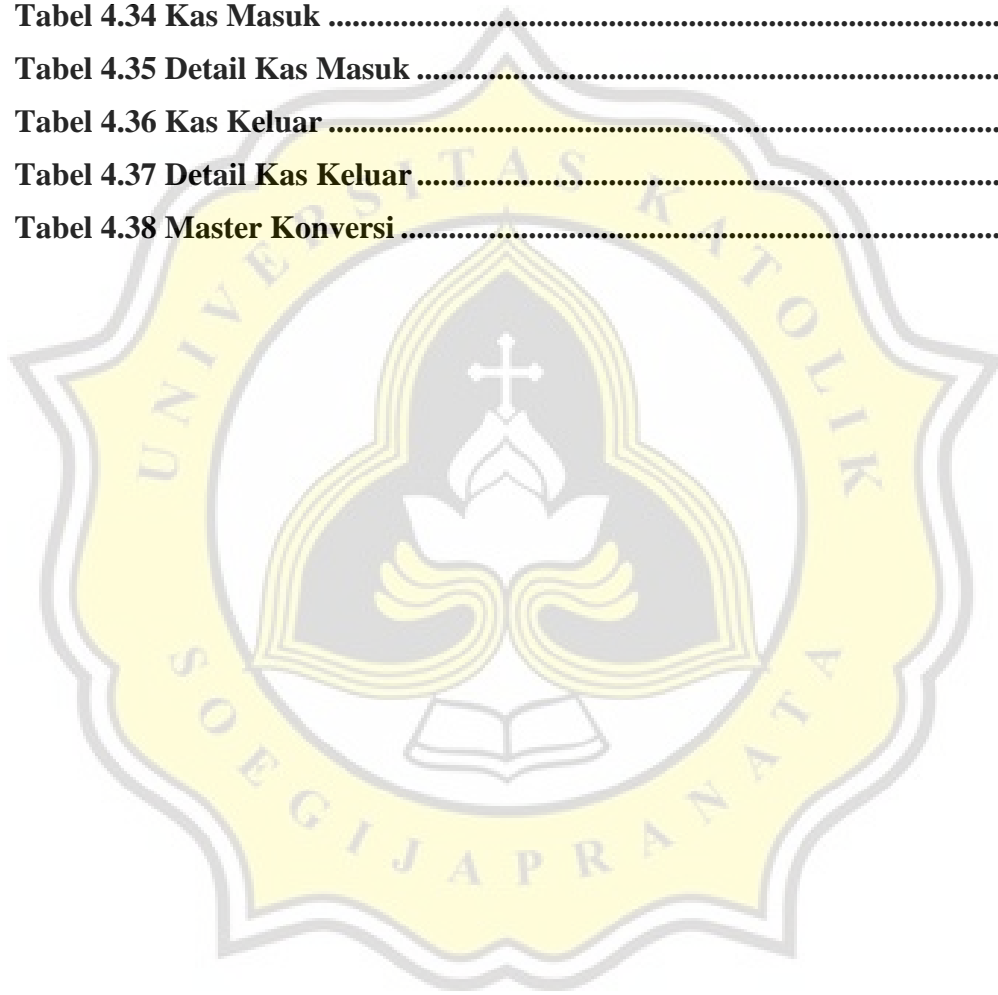 Tabel 4.34 Kas Masuk ....................................................................................
Tabel 4.35 Detail Kas Masuk .........................................................................
Tabel 4.36 Kas Keluar ....................................................................................
Tabel 4.37 Detail Kas Keluar .........................................................................
Tabel 4.38 Master Konversi ...........................................................................
UNIVERSITAS KATOLIK
SOEGIJAPRANATA